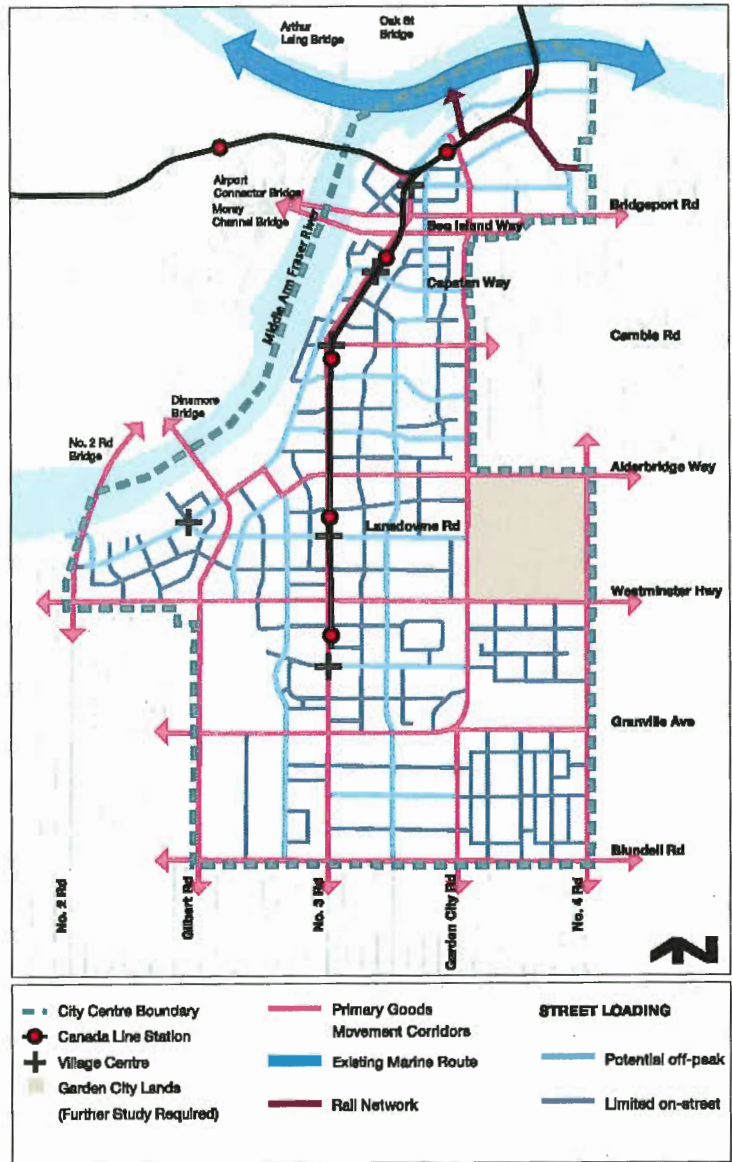 Arthur
Laing Bridge
Oak St
Bridge
Airport
Connector Bridge
Moray
Channel Bridge
Bridgeport Rd
Sea Island Way
Middle Arm Fraser River
Capstan Way
Cambie Rd
Dinsmore
Bridge
No. 2 Rd
Bridge
Alderbridge Way
Lansdowne Rd
Westminster Hwy
Granville Ave
Blundell Rd
No. 2 Rd
Gilbert Rd
No. 3 Rd
Garden City Rd
No. 4 Rd
N
City Centre Boundary
Canada Line Station
Village Centre
Garden City Lands
(Further Study Required)
Primary Goods
Movement Corridors
Existing Marine Route
Rail Network
STREET LOADING
Potential off-peak
Limited on-street